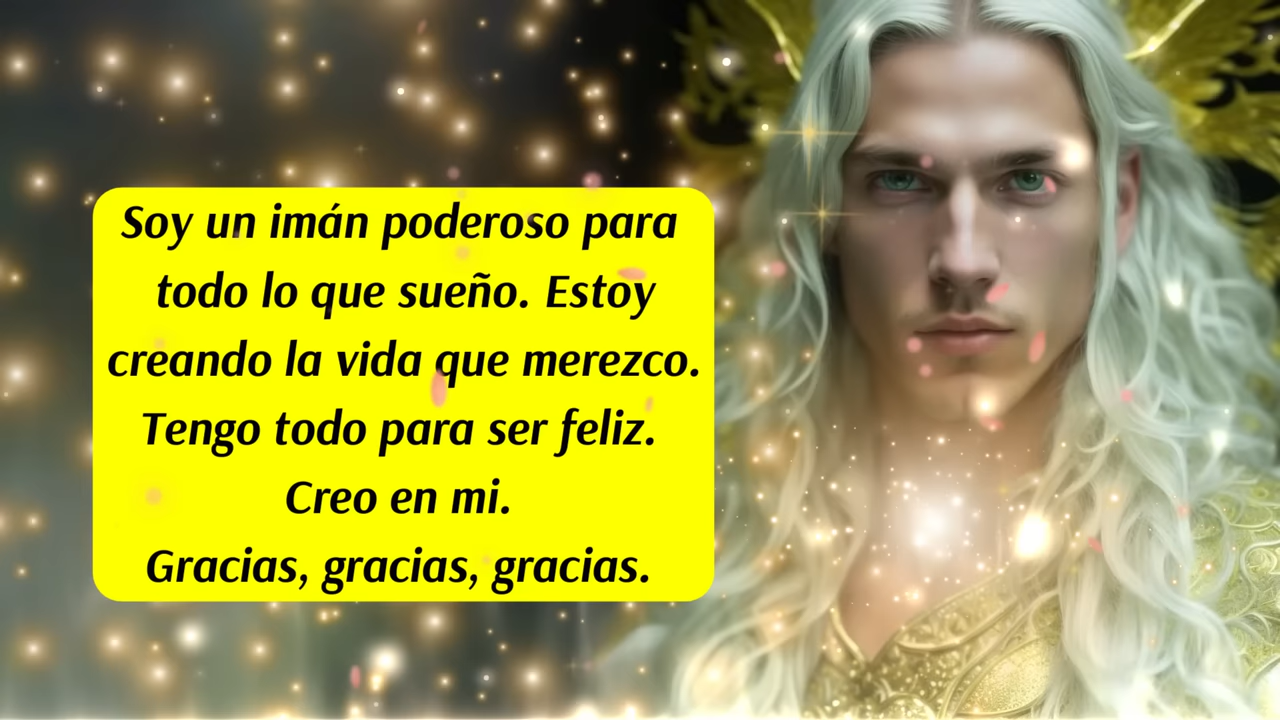 Soy un imán poderoso para
todo lo que sueño. Estoy
creando la vida que merezco.
Tengo todo para ser feliz.
Creo en mi.
Gracias, gracias, gracias.